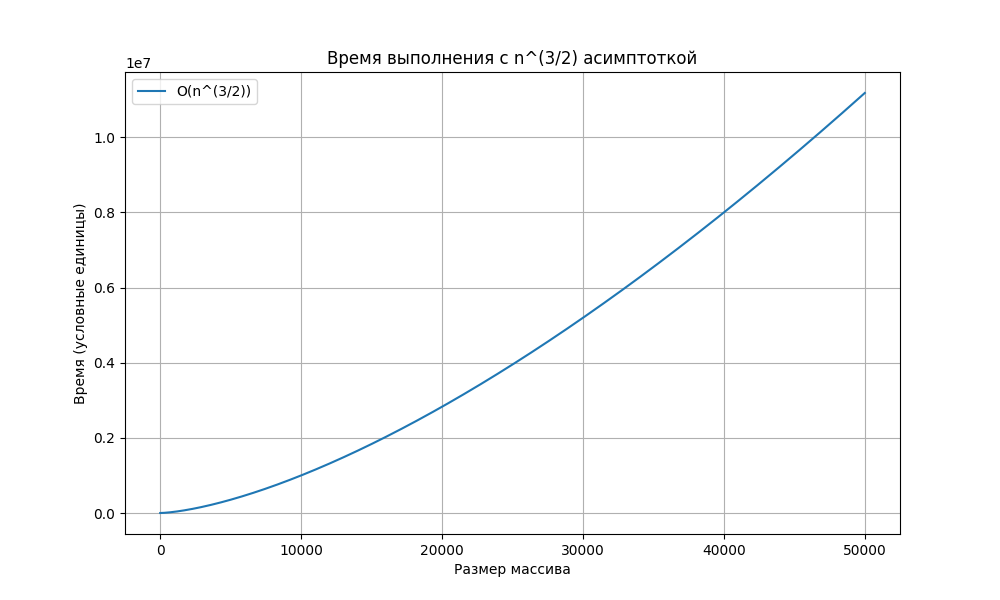 Время выполнения с n^(3/2) асимптоткой
1e7
O(n^(3/2))
1.0
0.8
0.6
0.4
0.2
0.0
Время (условные единицы)
0 10000 20000 30000 40000 50000
Размер массива